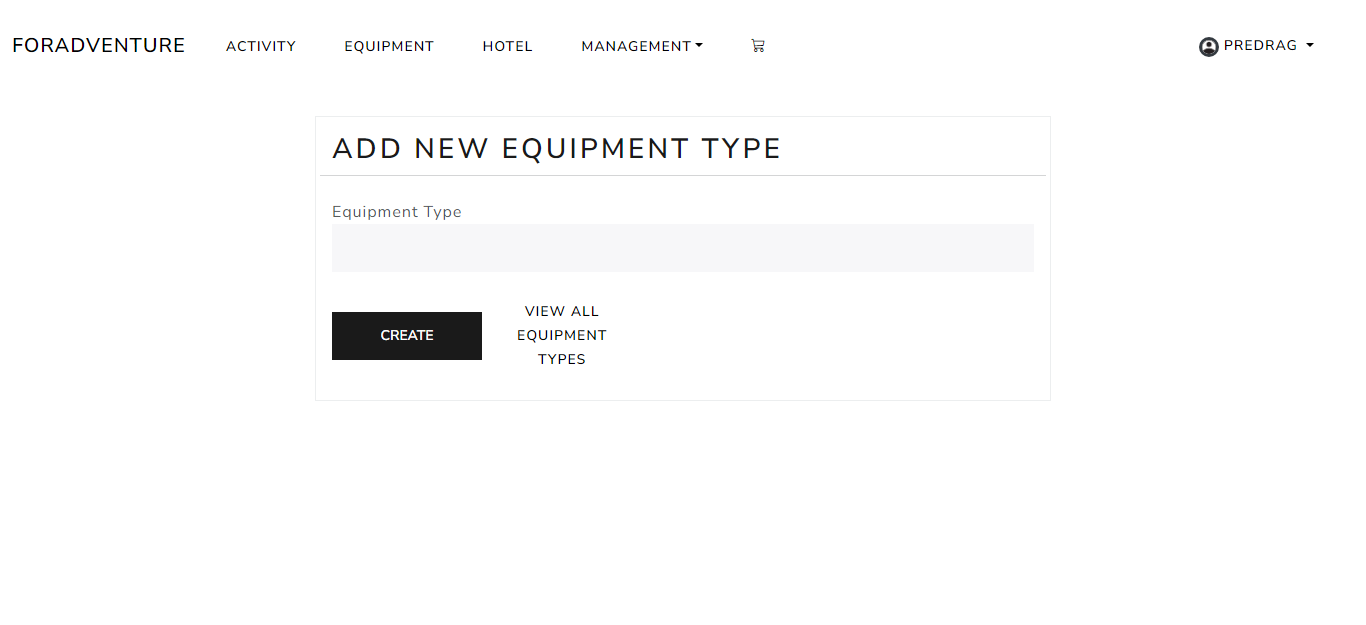 FORADVENTURE ACTIVITY EQUIPMENT HOTEL MANAGEMENT PREDRAG
ADD NEW EQUIPMENT TYPE
Equipment Type
CREATE
VIEW ALL
EQUIPMENT
TYPES